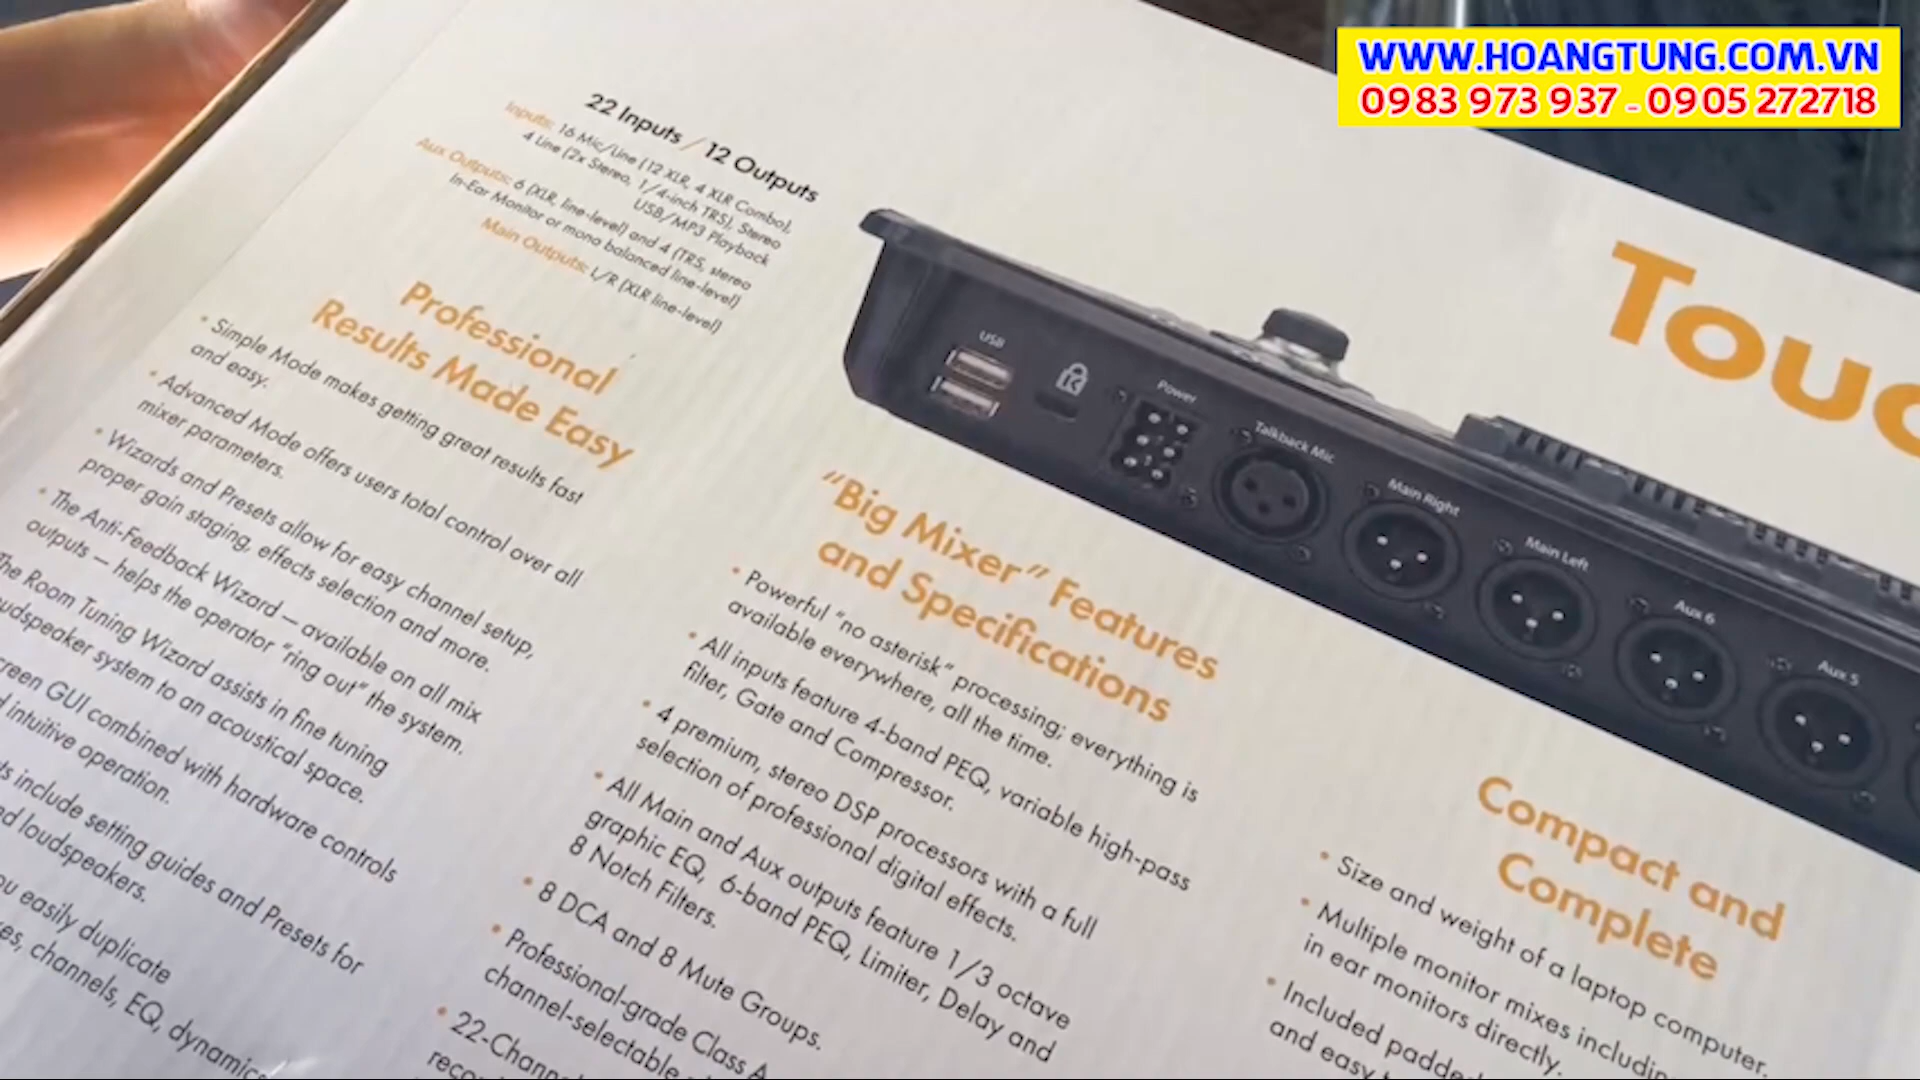 WWW.HOANGTUNG.COM.VN
0983 973 937 - 0905 272718
22 Inputs / 12 Outputs
Inputs: 16 Mic/Line (12 XLR, 4 XLR Combo),
4 Line (2x Stereo, 1/4-inch TRS), Stereo
USB/MP3 Playback
Aux Outputs: 6 (XLR, line-level) and 4 (TRS, stereo
In-Ear Monitor or mono balanced line-level)
Main Outputs: L/R (XLR line-level)
Professional
Results Made Easy
• Simple Mode makes getting great results fast
and easy.
• Advanced Mode offers users total control over all
mixer parameters.
• Wizards and Presets allow for easy channel setup,
proper gain staging, effects selection and more.
• The Anti-Feedback Wizard — available on all mix
outputs — helps the operator "ring out" the system.
The Room Tuning Wizard assists in fine tuning
loudspeaker system to an acoustical space.
GUI combined with hardware controls
intuitive operation.
include setting guides and Presets for
loudspeakers.
easily duplicate
channels, EQ, dynamics
"Big Mixer" Features
and Specifications
• Powerful "no asterisk" processing; everything is
available everywhere, all the time.
• All inputs feature 4-band PEQ, variable high-pass
filter, Gate and Compressor.
• 4 premium, stereo DSP processors with a full
selection of professional digital effects.
• All Main and Aux outputs feature 1/3 octave
graphic EQ, 6-band PEQ, Limiter, Delay and
8 Notch Filters.
• 8 DCA and 8 Mute Groups.
• Professional-grade Class A
channel-selectable
• 22-Channel
USB
Power
Talkback Mic
Main Right
Main Left
Aux 6
Aux 5
Touc
Compact and
Complete
• Size and weight of a laptop computer.
• Multiple monitor mixes including
in ear monitors directly.
• Included padded
and easy